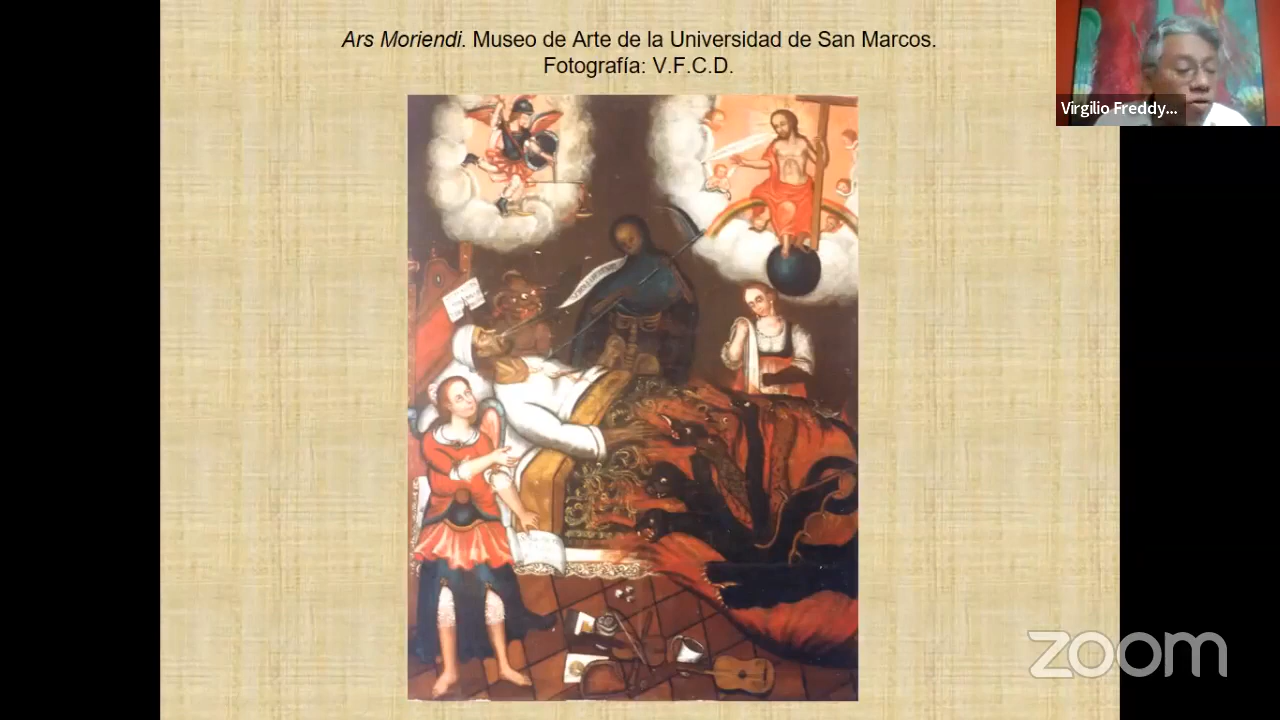 Ars Moriendi. Museo de Arte de la Universidad de San Marcos.
Fotografía: V.F.C.D.
Virgilio Freddy...
zoom